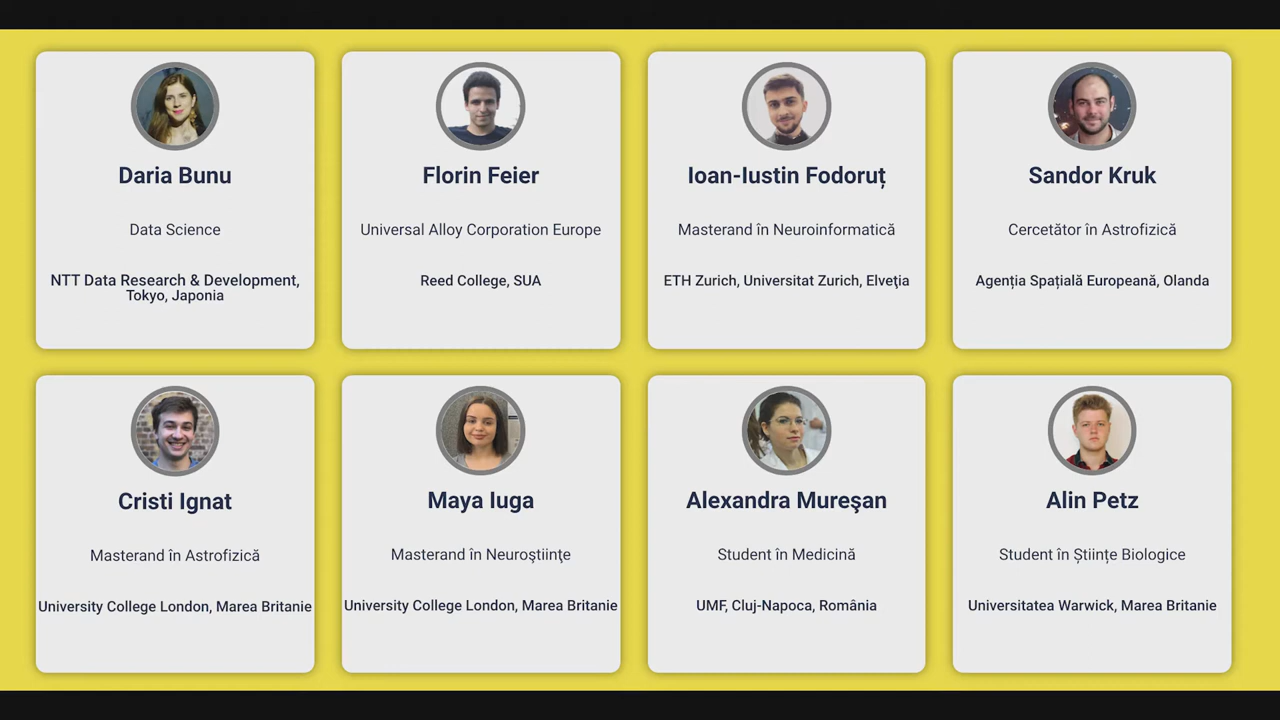 Daria Bunu
Data Science
NTT Data Research & Development,
Tokyo, Japonia
Florin Feier
Universal Alloy Corporation Europe
Reed College, SUA
Ioan-Iustin Fodoruț
Masterand în Neuroinformatică
ETH Zurich, Universitat Zurich, Elveţia
Sandor Kruk
Cercetător în Astrofizică
Agenția Spațială Europeană, Olanda
Cristi Ignat
Masterand în Astrofizică
University College London, Marea Britanie
Maya Iuga
Masterand în Neuroştiinţe
University College London, Marea Britanie
Alexandra Mureşan
Student în Medicină
UMF, Cluj-Napoca, România
Alin Petz
Student în Științe Biologice
Universitatea Warwick, Marea Britanie